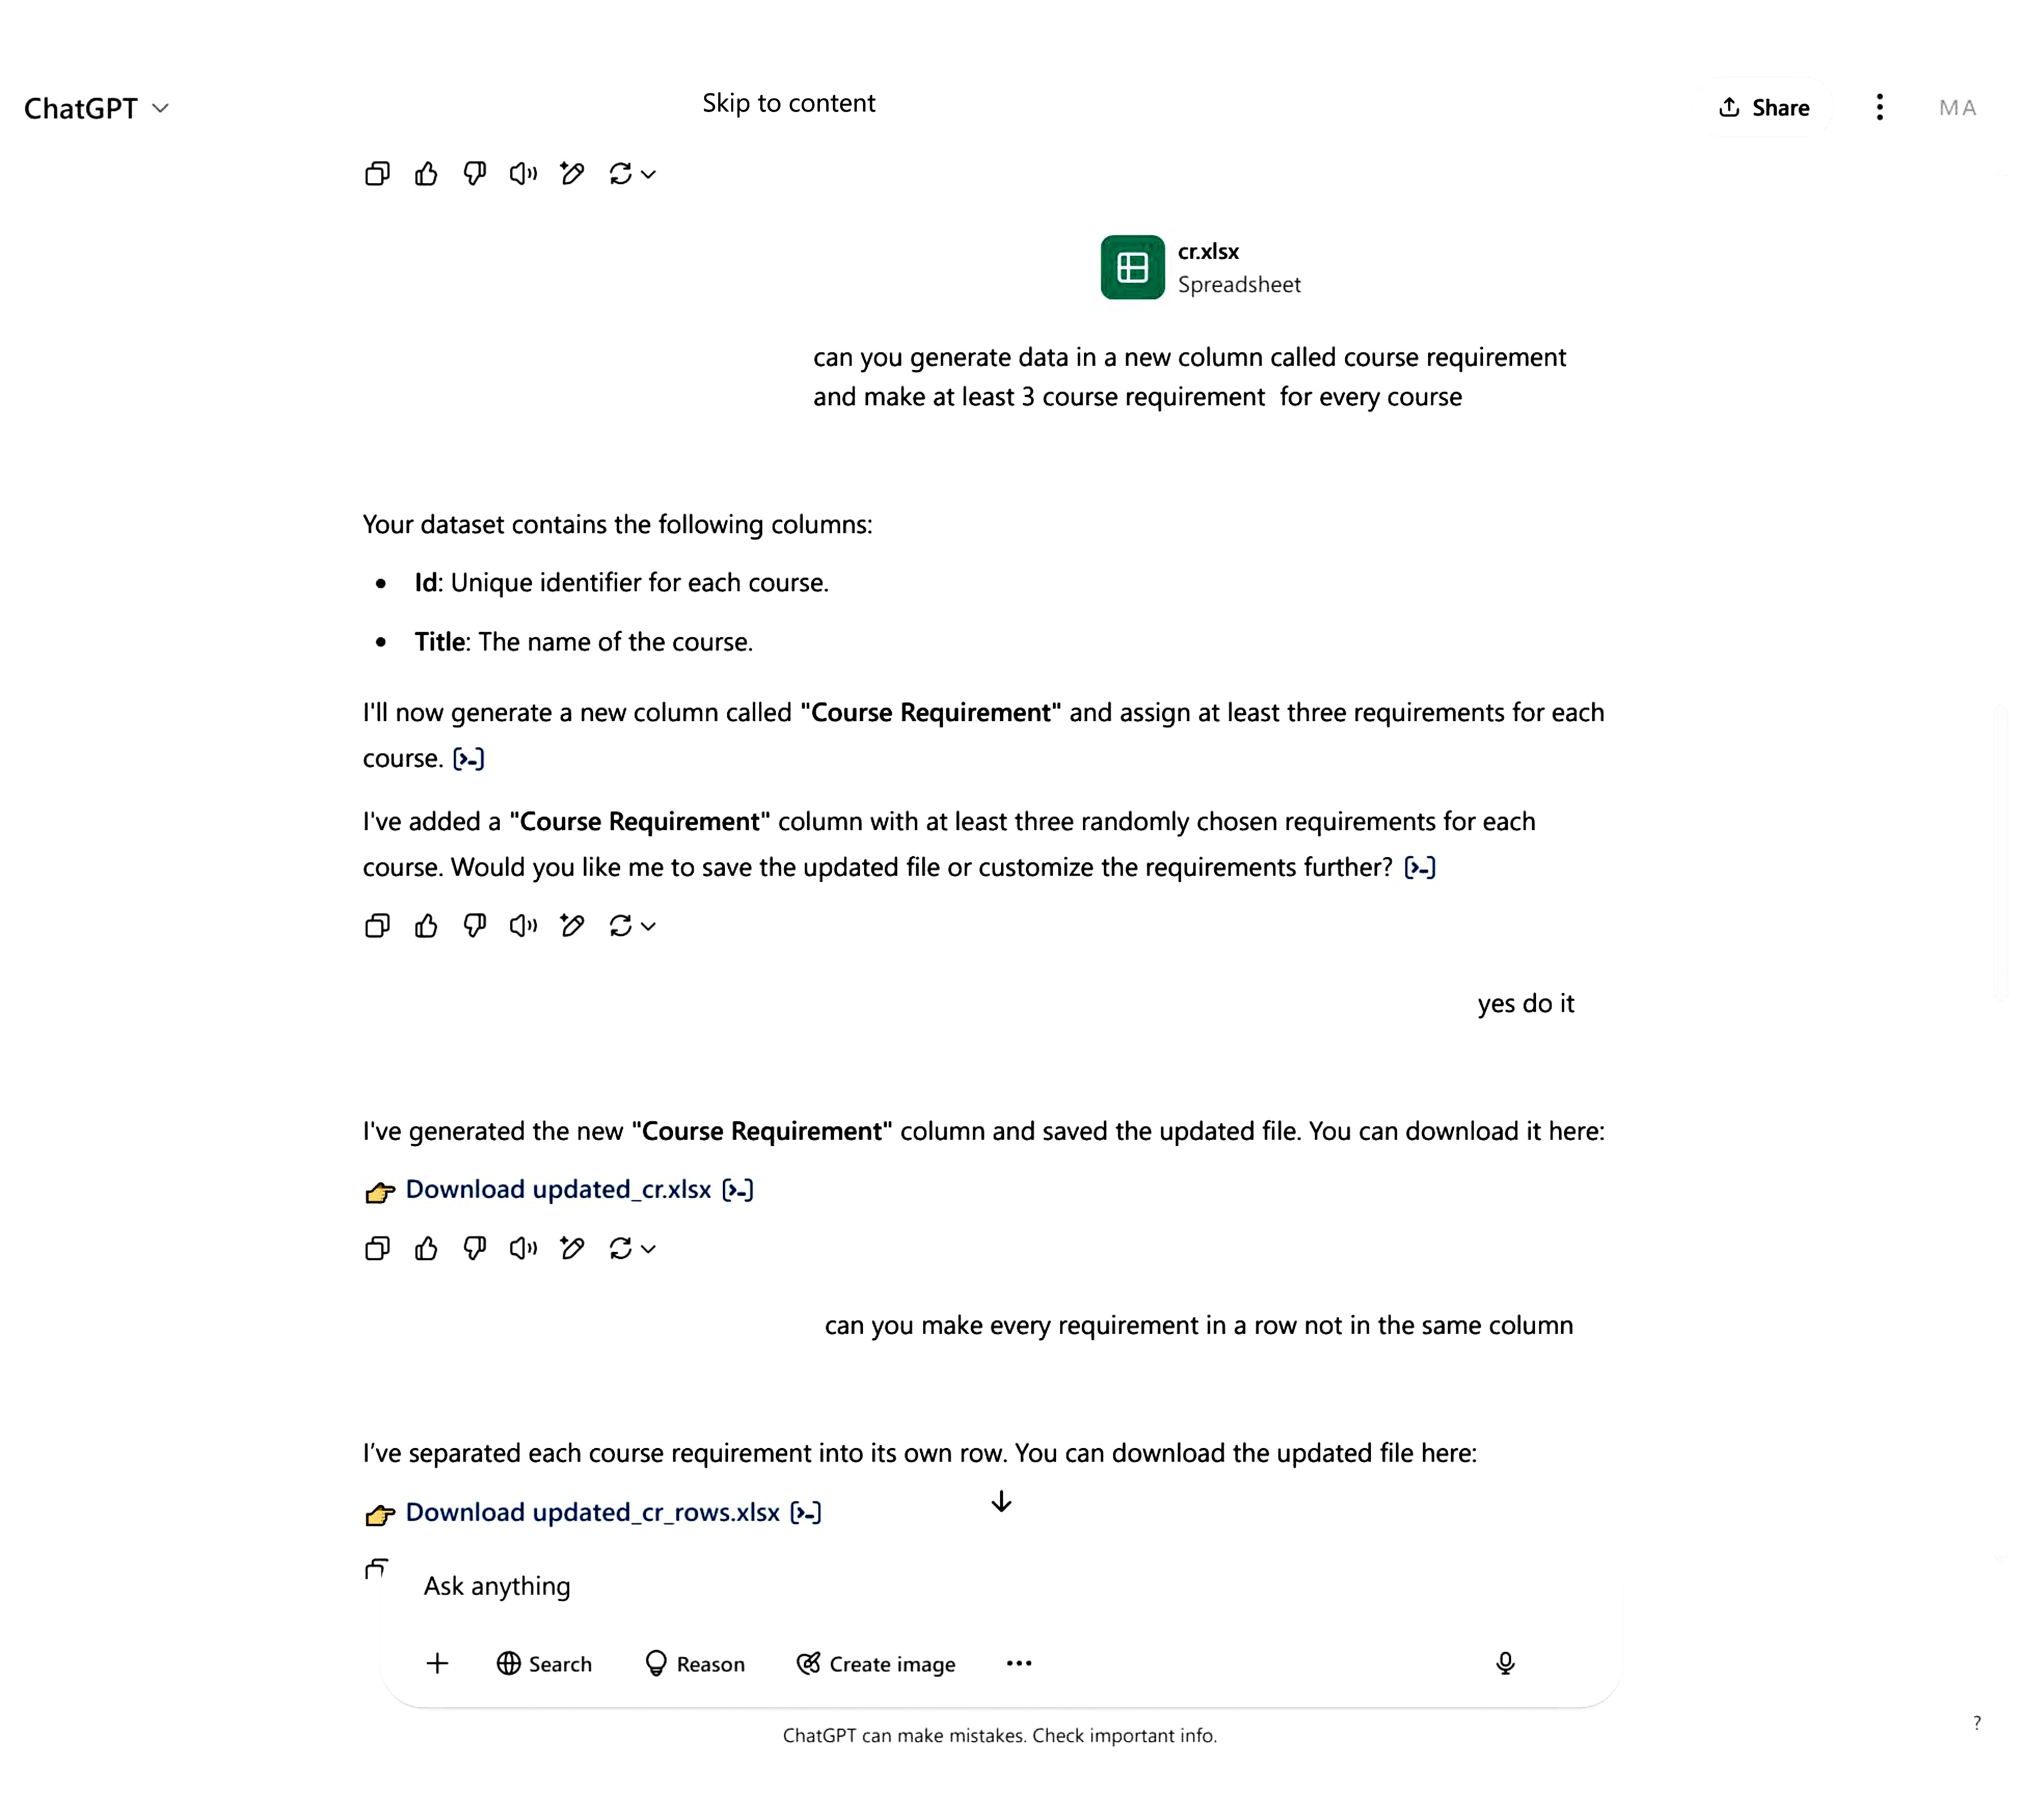 ChatGPT
Skip to content
Share
MA
cr.xlsx
Spreadsheet
can you generate data in a new column called course requirement
and make at least 3 course requirement  for every course
Your dataset contains the following columns:
• Id: Unique identifier for each course.
• Title: The name of the course.
I'll now generate a new column called "Course Requirement" and assign at least three requirements for each
course. [>-]
I've added a "Course Requirement" column with at least three randomly chosen requirements for each
course. Would you like me to save the updated file or customize the requirements further? [>-]
yes do it
I've generated the new "Course Requirement" column and saved the updated file. You can download it here:
👉 Download updated_cr.xlsx [>-]
can you make every requirement in a row not in the same column
I’ve separated each course requirement into its own row. You can download the updated file here:
👉 Download updated_cr_rows.xlsx [>-]
Ask anything
Search
Reason
Create image
ChatGPT can make mistakes. Check important info.
?